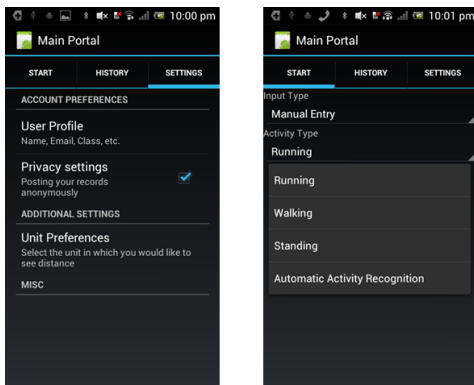 10:00 pm
Main Portal
START HISTORY SETTINGS
ACCOUNT PREFERENCES
User Profile
Name, Email, Class, etc.
Privacy settings
Posting your records
anonymously
ADDITIONAL SETTINGS
Unit Preferences
Select the unit in which you would like to
see distance
MISC
10:01 pm
Main Portal
START HISTORY SETTINGS
Input Type
Manual Entry
Activity Type
Running
Running
Walking
Standing
Automatic Activity Recognition